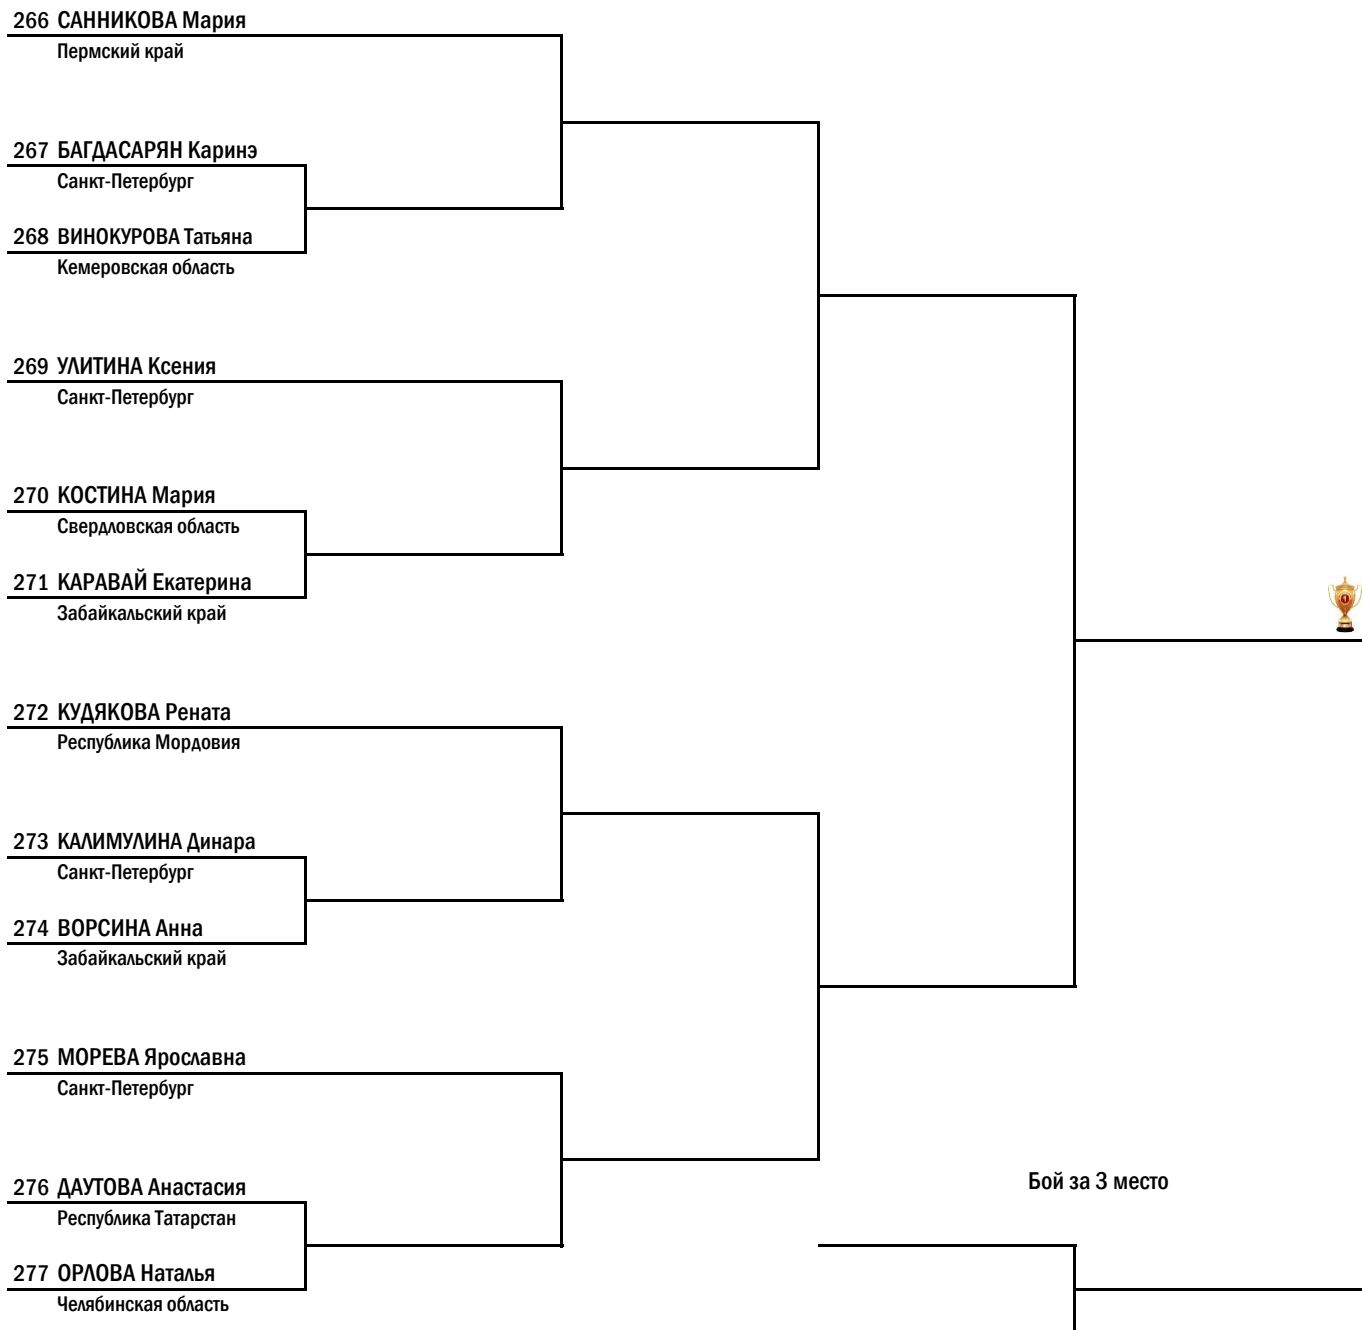 266 САННИКОВА Мария
Пермский край
267 БАГДАСАРЯН Каринэ
Санкт-Петербург
268 ВИНОКУРОВА Татьяна
Кемеровская область
269 УЛИТИНА Ксения
Санкт-Петербург
270 КОСТИНА Мария
Свердловская область
271 КАРАВАЙ Екатерина
Забайкальский край
1
272 КУДЯКОВА Рената
Республика Мордовия
273 КАЛИМУЛИНА Динара
Санкт-Петербург
274 ВОРСИНА Анна
Забайкальский край
275 МОРЕВА Ярославна
Санкт-Петербург
Бой за 3 место
276 ДАУТОВА Анастасия
Республика Татарстан
277 ОРЛОВА Наталья
Челябинская область